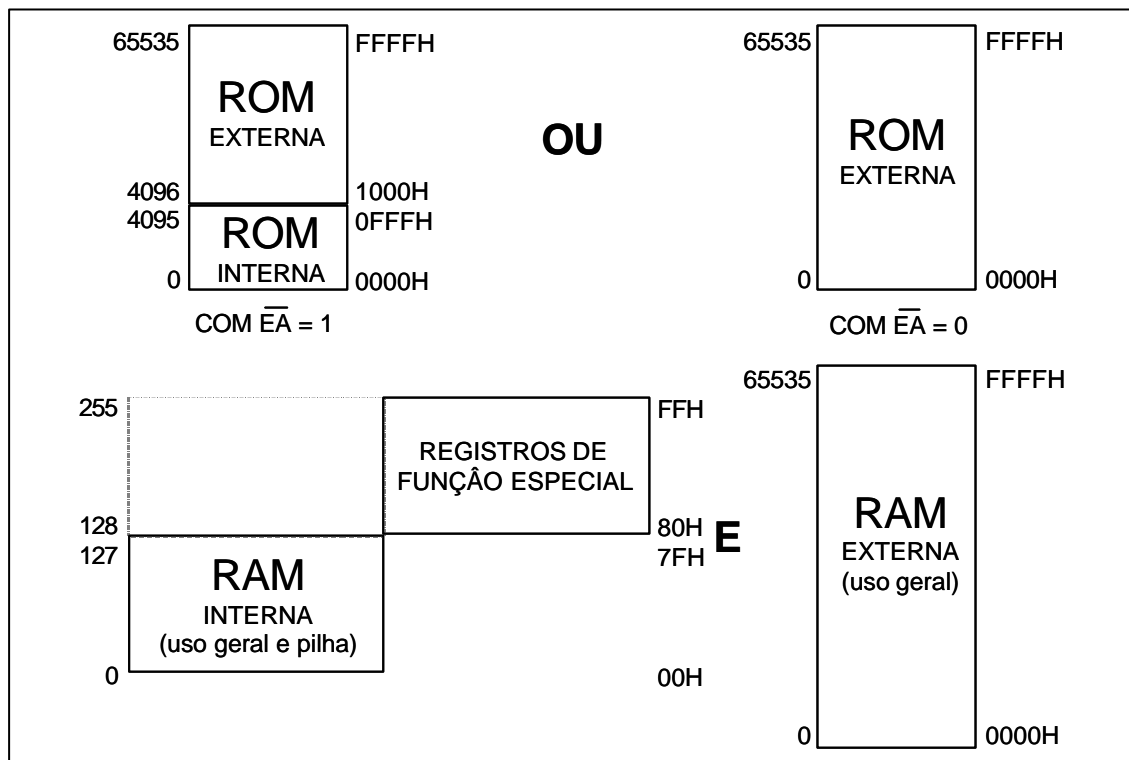 65535
FFFFH
ROM
EXTERNA
4096
1000H
4095
0FFFH
ROM
INTERNA
0
0000H
COM EA = 1
OU
65535
FFFFH
ROM
EXTERNA
0
0000H
COM EA = 0
255
FFH
REGISTROS DE
FUNÇÂO ESPECIAL
128
80H
127
7FH
RAM
INTERNA
(uso geral e pilha)
0
00H
E
65535
FFFFH
RAM
EXTERNA
(uso geral)
0
0000H